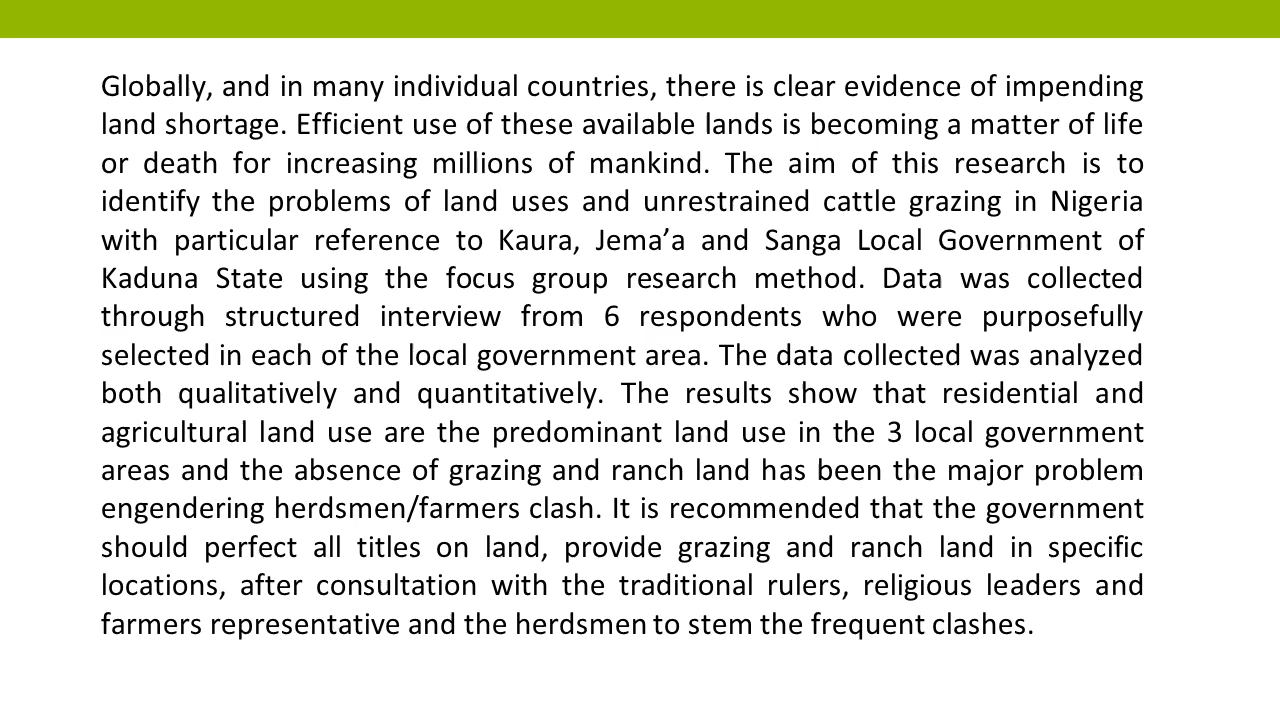 Globally, and in many individual countries, there is clear evidence of impending
land shortage. Efficient use of these available lands is becoming a matter of life
or death for increasing millions of mankind. The aim of this research is to
identify the problems of land uses and unrestrained cattle grazing in Nigeria
with particular reference to Kaura, Jema’a and Sanga Local Government of
Kaduna State using the focus group research method. Data was collected
through structured interview from 6 respondents who were purposefully
selected in each of the local government area. The data collected was analyzed
both qualitatively and quantitatively. The results show that residential and
agricultural land use are the predominant land use in the 3 local government
areas and the absence of grazing and ranch land has been the major problem
engendering herdsmen/farmers clash. It is recommended that the government
should perfect all titles on land, provide grazing and ranch land in specific
locations, after consultation with the traditional rulers, religious leaders and
farmers representative and the herdsmen to stem the frequent clashes.